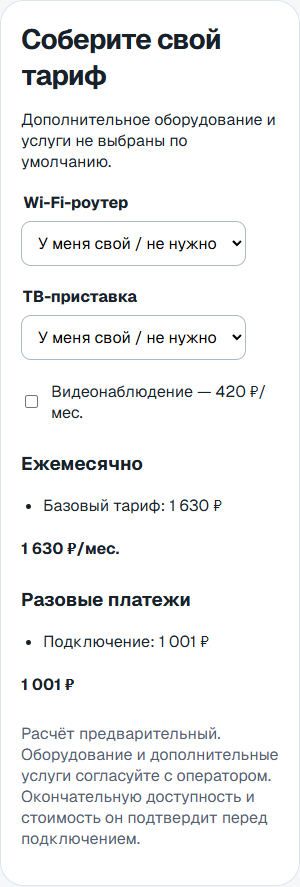 Соберите свой
тариф
Дополнительное оборудование и
услуги не выбраны по
умолчанию.
Wi-Fi-роутер
У меня свой / не нужно
ТВ-приставка
У меня свой / не нужно
Видеонаблюдение — 420 ₽/
мес.
Ежемесячно
• Базовый тариф: 1 630 ₽
1 630 ₽/мес.
Разовые платежи
• Подключение: 1 001 ₽
1 001 ₽
Расчёт предварительный.
Оборудование и дополнительные
услуги согласуйте с оператором.
Окончательную доступность и
стоимость он подтвердит перед
подключением.